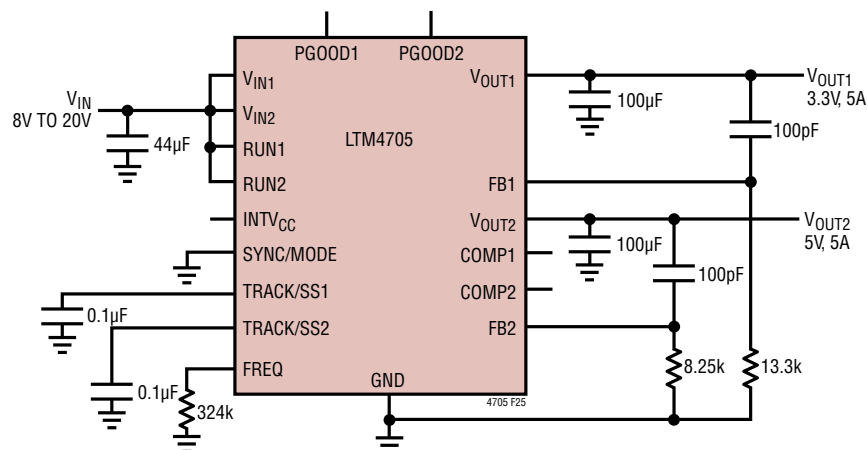 PGOOD1
PGOOD2
VIN1
VOUT1
VOUT1
3.3V, 5A
VIN
8V TO 20V
VIN2
100µF
44µF
RUN1
LTM4705
100pF
RUN2
FB1
INTVCC
VOUT2
VOUT2
5V, 5A
SYNC/MODE
COMP1
100µF
100pF
TRACK/SS1
COMP2
0.1µF
TRACK/SS2
FB2
FREQ
8.25k
13.3k
0.1µF
324k
GND
4705 F25